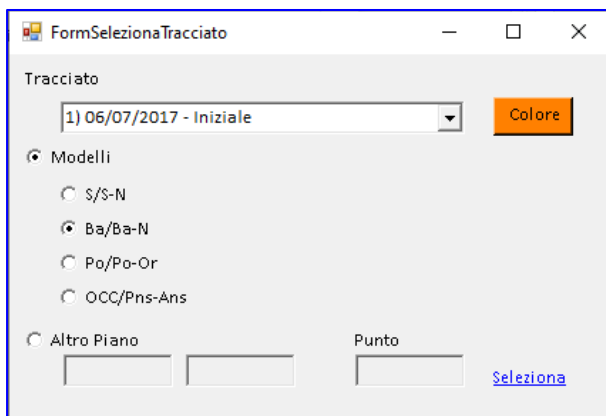 FormSelezionaTracciato
Tracciato
1) 06/07/2017 - Iniziale
Colore
Modelli
S/S-N
Ba/Ba-N
Po/Po-Or
OCC/Pns-Ans
Altro Piano
Punto
Seleziona